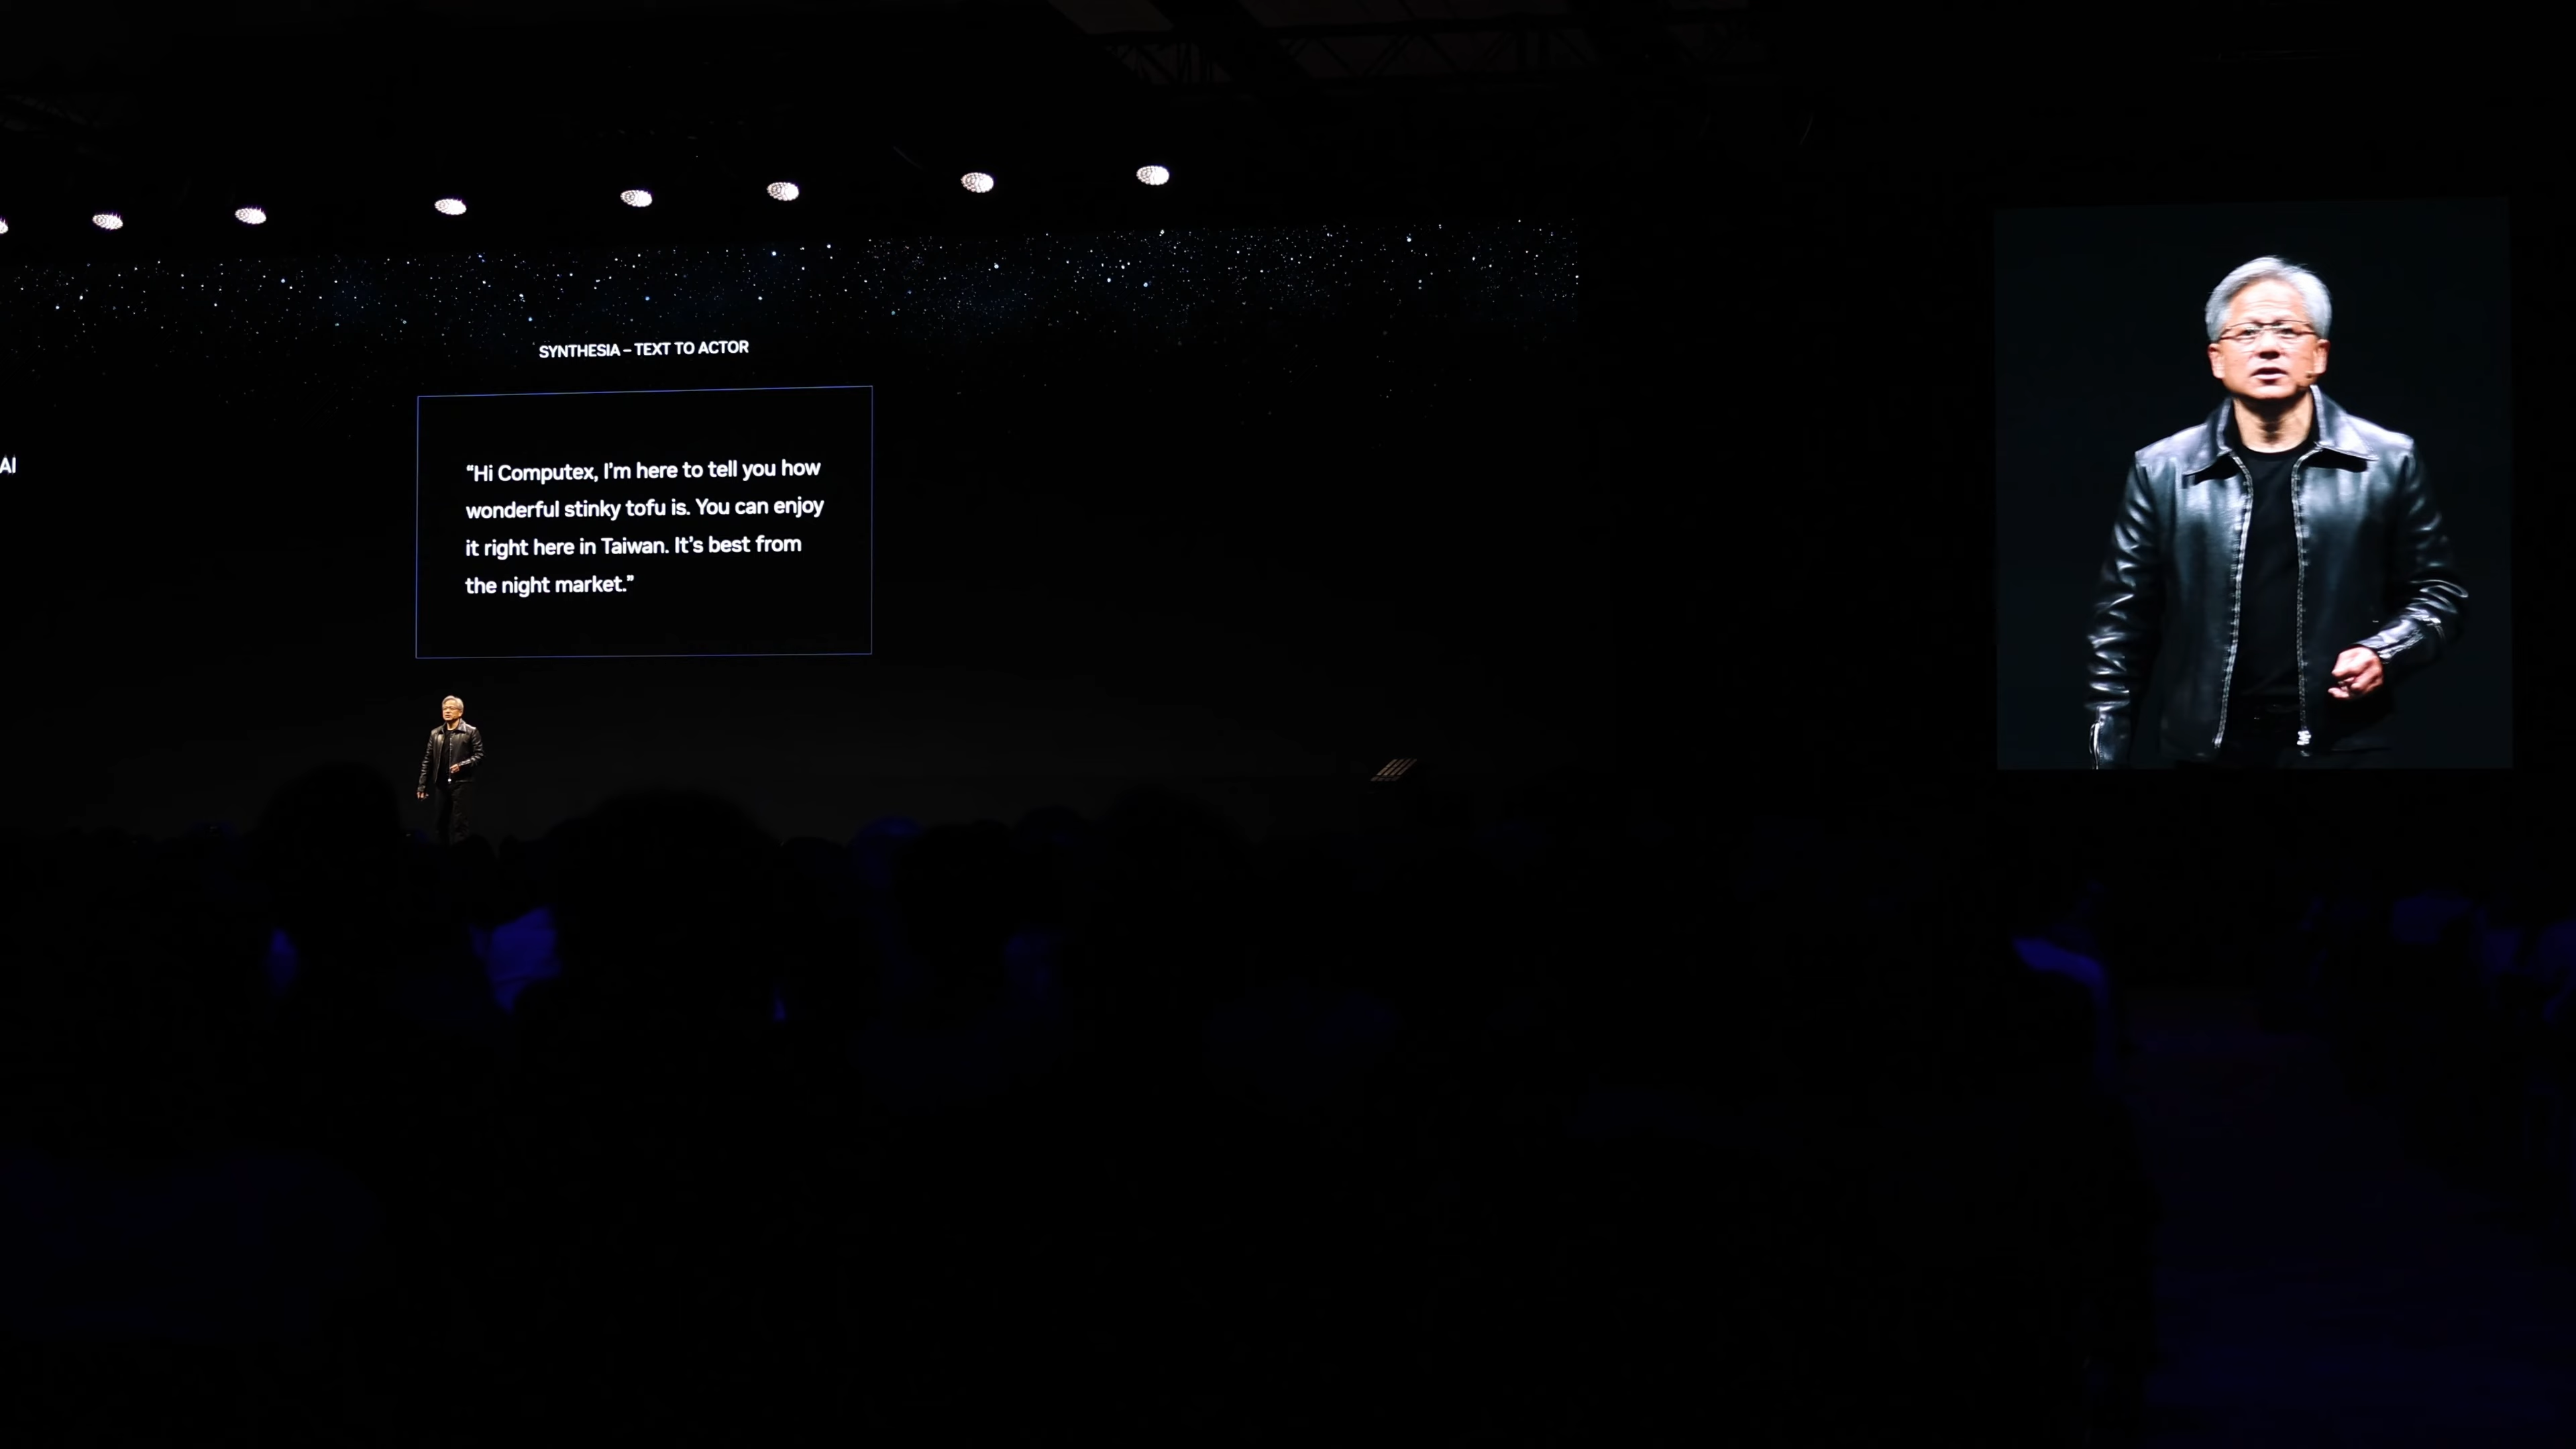 SYNTHESIA – TEXT TO ACTOR
AI
“Hi Computex, I’m here to tell you how
wonderful stinky tofu is. You can enjoy
it right here in Taiwan. It’s best from
the night market.”